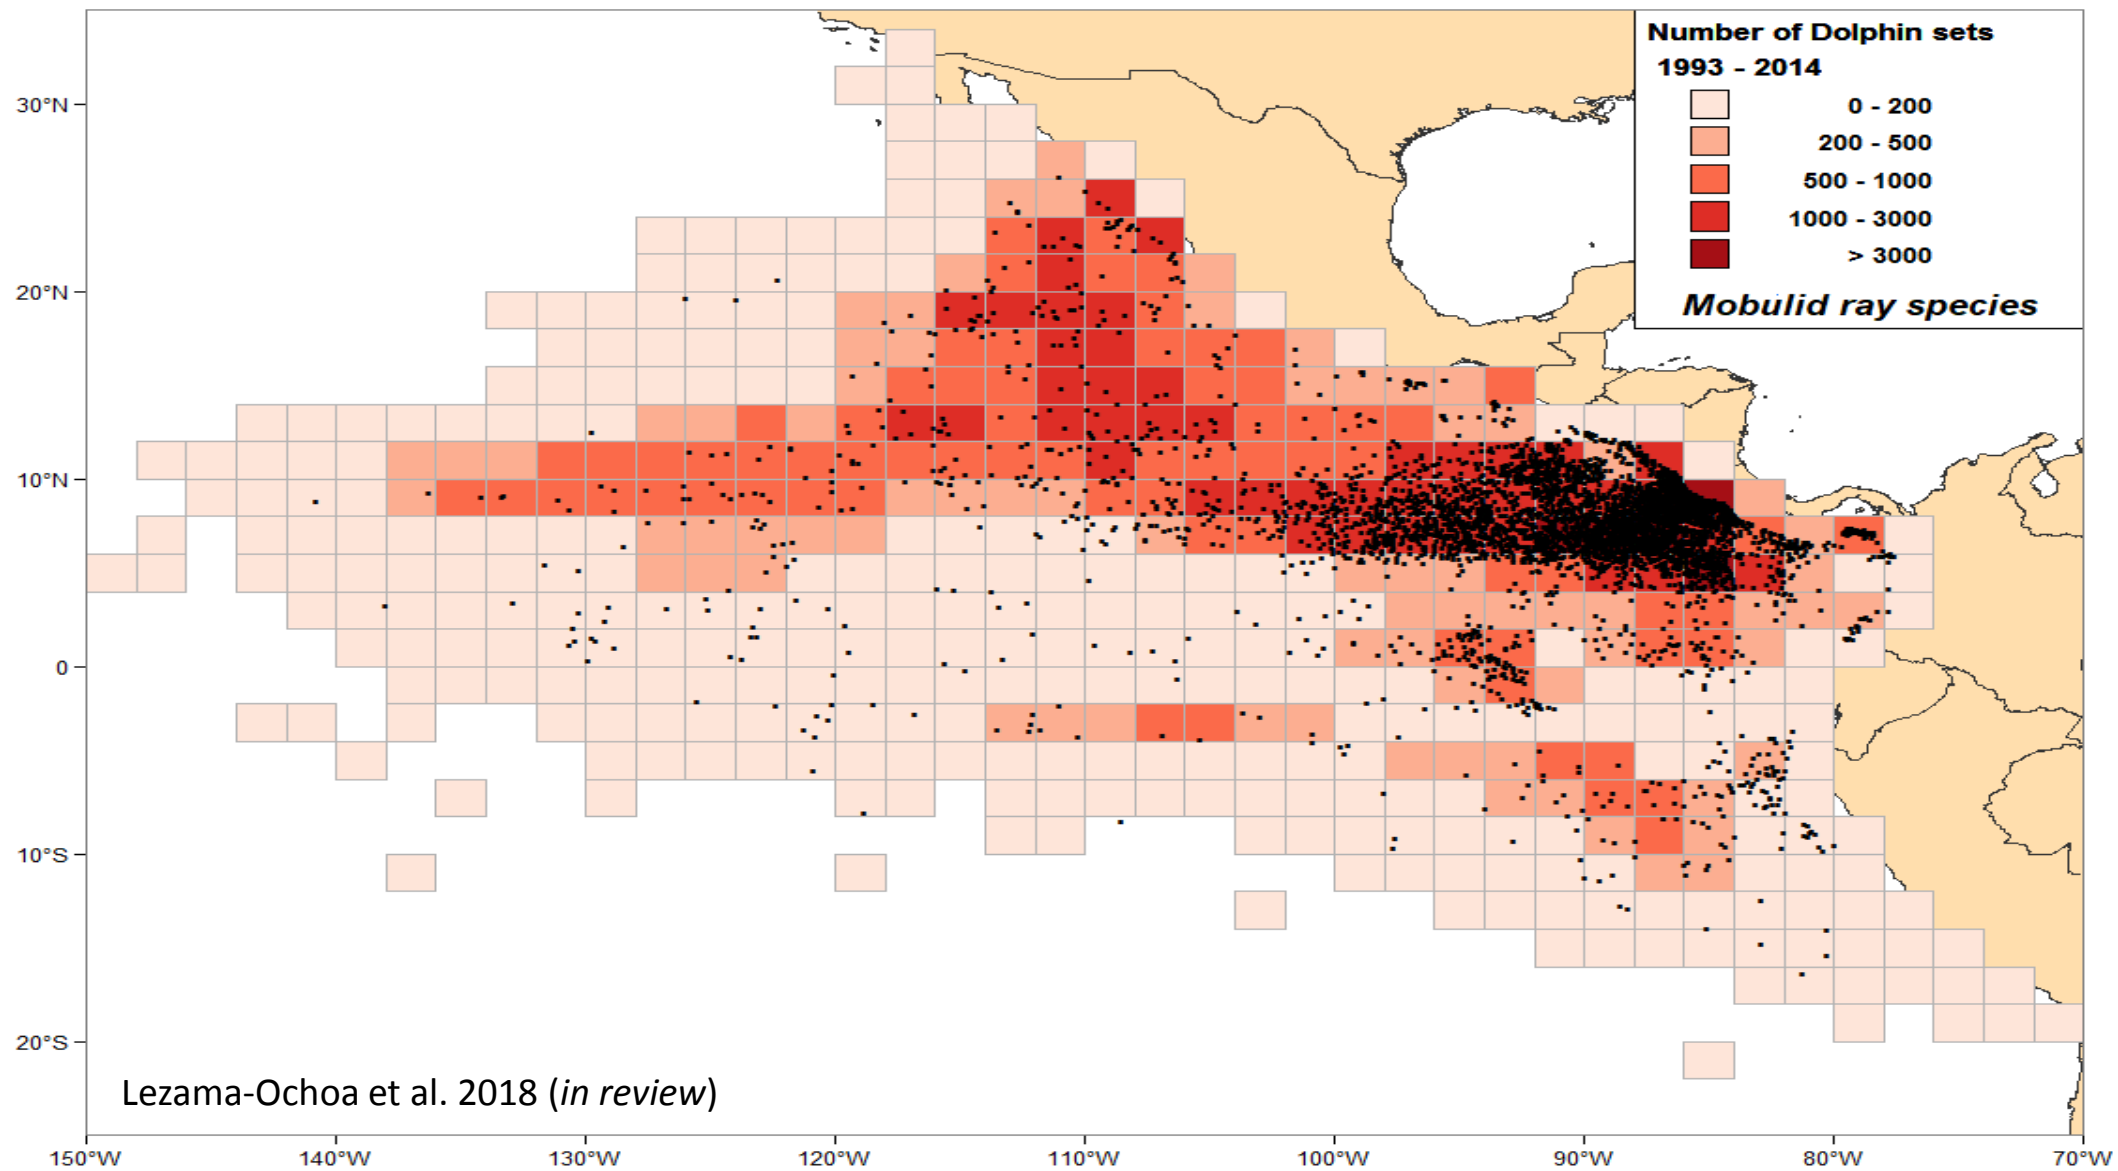 Number of Dolphin sets
1993 - 2014
0 - 200
200 - 500
500 - 1000
1000 - 3000
> 3000
Mobulid ray species
30°N
20°N
10°N
0
10°S
20°S
Lezama-Ochoa et al. 2018 (in review)
150°W 140°W 130°W 120°W 110°W 100°W 90°W 80°W 70°W